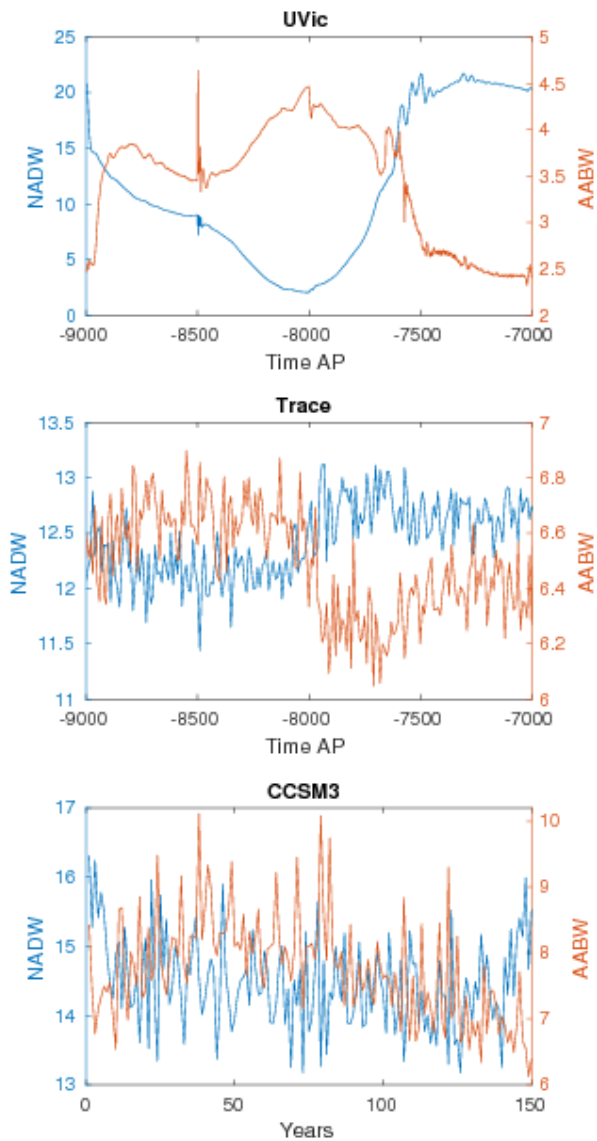 UVic
25
20
15
10
5
0
NADW
5
4.5
4
3.5
3
2.5
2
AABW
-9000 -8500 -8000 -7500 -7000
Time AP
Trace
13.5
13
12.5
12
11.5
11
NADW
7
6.8
6.6
6.4
6.2
6
AABW
-9000 -8500 -8000 -7500 -7000
Time AP
CCSM3
17
16
15
14
13
NADW
10
9
8
7
6
AABW
0 50 100 150
Years